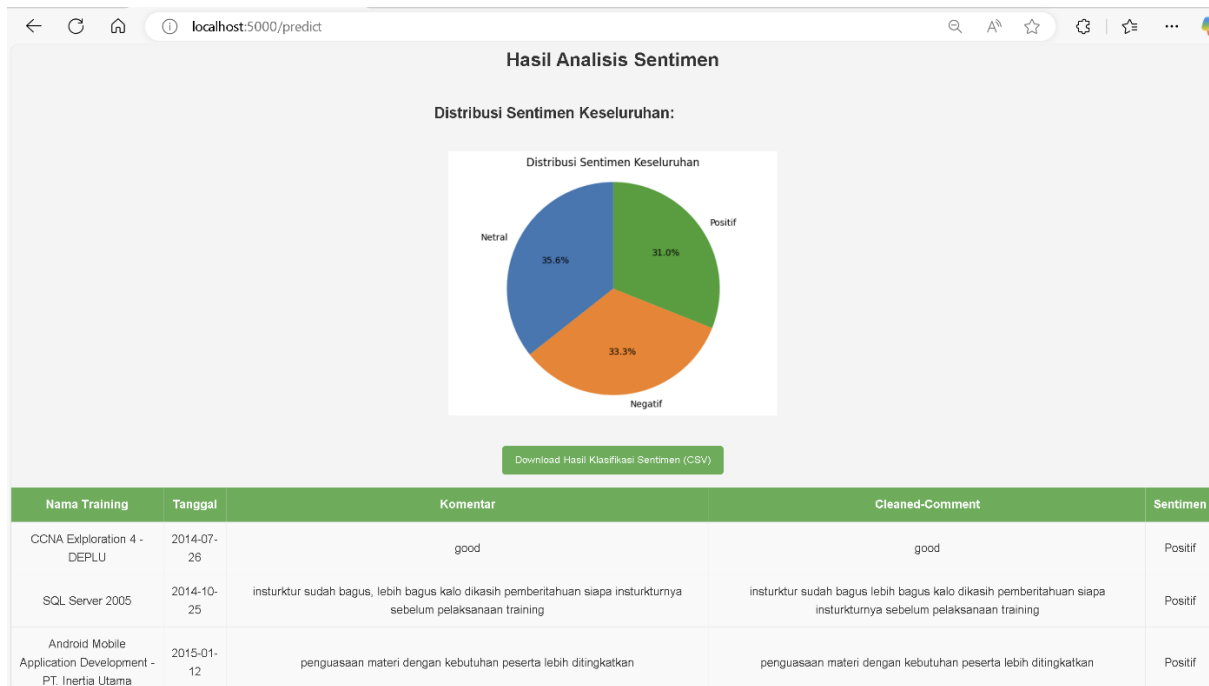 localhost:5000/predict
Hasil Analisis Sentimen
Distribusi Sentimen Keseluruhan:
Distribusi Sentimen Keseluruhan
Positif
Netral
31.0%
35.6%
33.3%
Negatif
Download Hasil Klasifikasi Sentimen (CSV)
Nama Training Tanggal Komentar Cleaned-Comment Sentimen
CCNA Exlploration 4 -
DEPLU
2014-07-
26
good
good
Positif
SQL Server 2005
2014-10-
25
insturktur sudah bagus, lebih bagus kalo dikasih pemberitahuan siapa insturkturnya
sebelum pelaksanaan training
insturktur sudah bagus lebih bagus kalo dikasih pemberitahuan siapa
insturkturnya sebelum pelaksanaan training
Positif
Android Mobile
Application Development -
PT. Inertia Utama
2015-01-
12
penguasaan materi dengan kebutuhan peserta lebih ditingkatkan
penguasaan materi dengan kebutuhan peserta lebih ditingkatkan
Positif